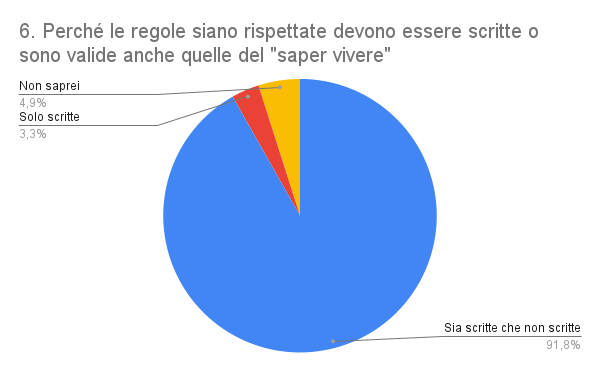 6. Perché le regole siano rispettate devono essere scritte o
sono valide anche quelle del "saper vivere"
Non saprei
4,9%
Solo scritte
3,3%
Sia scritte che non scritte
91,8%